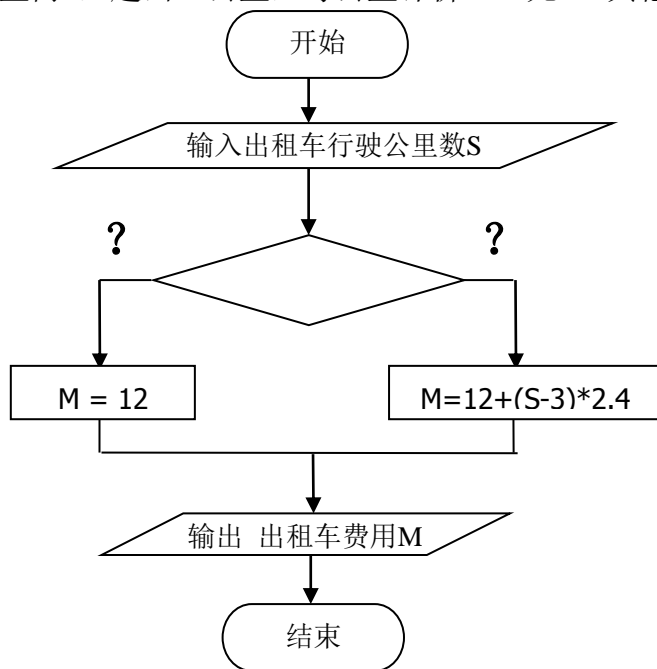 开始
输入出租车行驶公里数S
? ?
M = 12
M=12+(S-3)*2.4
输出 出租车费用M
结束